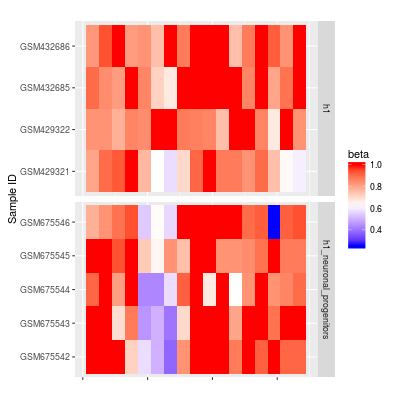 GSM432686
GSM432685
GSM429322
GSM429321
h1
GSM675546
GSM675545
GSM675544
GSM675543
GSM675542
h1_neuronal_progenitors
Sample ID
beta
1.0
0.8
0.6
0.4